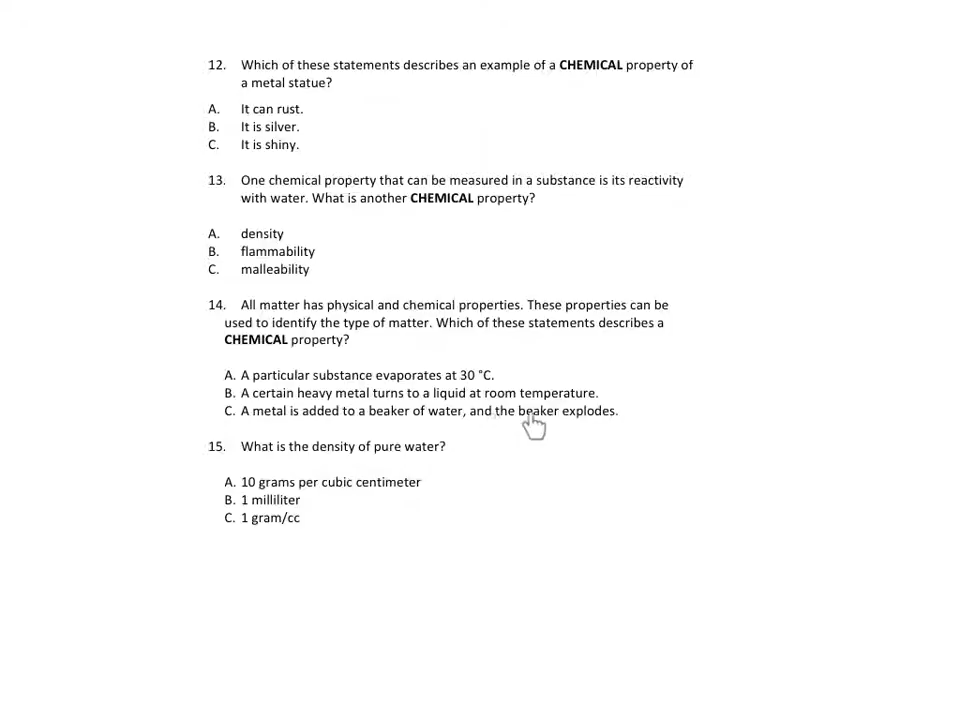 12. Which of these statements describes an example of a CHEMICAL property of
a metal statue?
A. It can rust.
B. It is silver.
C. It is shiny.
13. One chemical property that can be measured in a substance is its reactivity
with water. What is another CHEMICAL property?
A. density
B. flammability
C. malleability
14. All matter has physical and chemical properties. These properties can be
used to identify the type of matter. Which of these statements describes a
CHEMICAL property?
A. A particular substance evaporates at 30 °C.
B. A certain heavy metal turns to a liquid at room temperature.
C. A metal is added to a beaker of water, and the beaker explodes.
15. What is the density of pure water?
A. 10 grams per cubic centimeter
B. 1 milliliter
C. 1 gram/cc